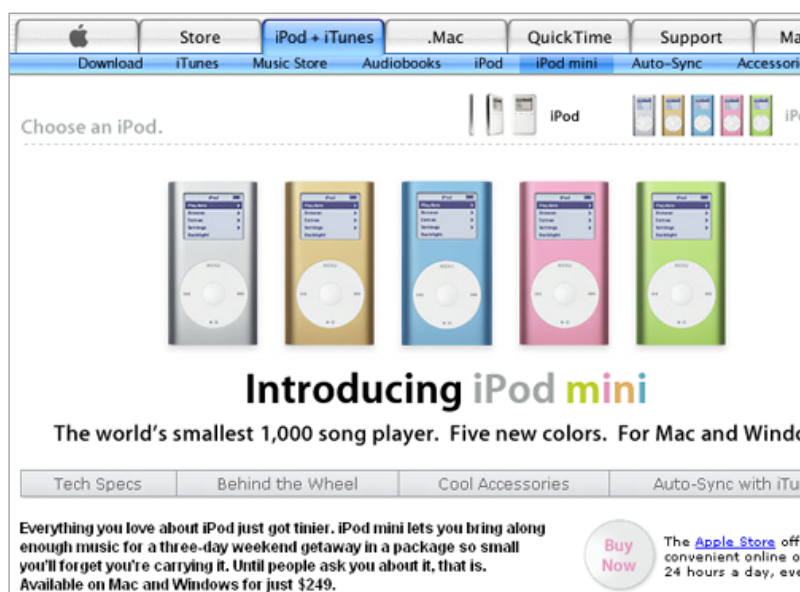 Store
iPod + iTunes
.Mac
QuickTime
Support
Ma
Download
iTunes
Music Store
Audiobooks
iPod
iPod mini
Auto-Sync
Accessori
Choose an iPod.
iPod
iPo
Introducing iPod mini
The world's smallest 1,000 song player. Five new colors. For Mac and Windo
Tech Specs
Behind the Wheel
Cool Accessories
Auto-Sync with iTu
Everything you love about iPod just got tinier. iPod mini lets you bring along
enough music for a three-day weekend getaway in a package so small
you'll forget you're carrying it. Until people ask you about it, that is.
Available on Mac and Windows for just $249.
Buy
Now
The Apple Store off
convenient online o
24 hours a day, eve